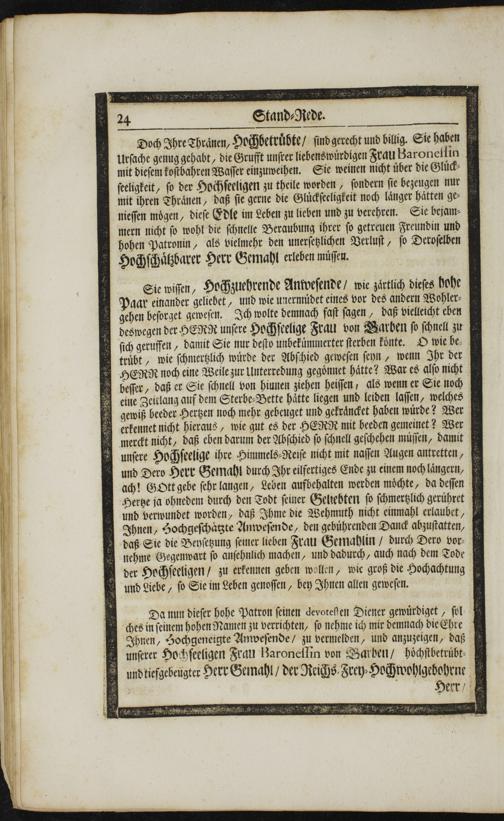 24 Stand-Rede.
Doch Ihre Thränen, Hochbetrübte/ sind gerecht und billig. Sie haben
Ursache genug gehabt, die Grufft unsrer liebenswürdigen Frau Baronessin
mit diesem kostbahren Wasser einzuweihen. Sie weinen nicht über die Glück-
seeligkeit, so der Hochseeligen zu theile worden, sondern sie bezeugen nur
mit ihren Thränen, daß sie gerne die Glückseeligkeit noch länger hätten ge-
niessen mögen, diese Edle im Leben zu lieben und zu verehren. Sie bejam-
mern nicht so wohl die schnelle Beraubung ihrer so getreuen Freundin und
hohen Patronin, als vielmehr den unersetzlichen Verlust, so Deroselben
Hochschätzbarer Herr Gemahl erleben müssen.
Sie wissen, Hochzuehrende Anwesende/ wie zärtlich dieses hohe
Paar einander geliebet, und wie unermüdet eines vor des andern Wohler-
gehen besorget gewesen. Ich wolte demnach fast sagen, daß vielleicht eben
deswegen der HERR unsere Hochseelige Frau von Garben so schnell zu
sich geruffen, damit Sie nur desto unbekümmerter sterben könte. O wie be-
trübt, wie schmertzlich würde der Abschied gewesen seyn, wenn Ihr der
HERR noch eine Weile zur Unterredung gegönnet hätte? War es also nicht
besser, daß er Sie schnell von hinnen ziehen heissen, als wenn er Sie noch
eine Zeitlang auf dem Sterbe-Bette hätte liegen und leiden lassen, welches
gewiß beeder Hertzen noch mehr gebeuget und gekräncket haben würde? Wer
erkennet nicht hieraus, wie gut es der HERR mit beeden gemeinet? Wer
mercket nicht, daß eben darum der Abschied so schnell geschehen müssen, damit
unsere Hochseelige ihre Himmels-Reise nicht mit nassen Augen antretten,
und Dero Herr Gemahl durch Ihr eilfertiges Ende zu einem noch längern,
ach! GOtt gebe sehr langen, Leben aufbehalten werden möchte, da dessen
Hertze ja ohnedem durch den Todt seiner Geliebten so schmertzlich gerühret
und verwundet worden, daß Ihme die Wehmuth nicht einmahl erlaubet,
Ihnen, Hochgeschätzte Anwesende, den gebührenden Danck abzustatten,
daß Sie die Beysetzung seiner lieben Frau Gemahlin/ durch Dero vor-
nehme Gegenwart so ansehnlich machen, und dadurch, auch nach dem Tode
der Hochseeligen/ zu erkennen geben wollen, wie groß die Hochachtung
und Liebe, so Sie im Leben genossen, bey Ihnen allen gewesen.
Da nun dieser hohe Patron seinen devotesten Diener gewürdiget, sol-
ches in seinem hohen Namen zu verrichten, so nehme ich mir demnach die Ehre
Ihnen, Hochgeneigte Anwesende/ zu vermelden, und anzuzeigen, daß
unserer Hochseeligen Frau Baronessin von Garben/ höchstbetrübt-
und tiefgebeugter Herr Gemahl/ der Reichs-Frey-Hochwohlgebohrne
Herr/